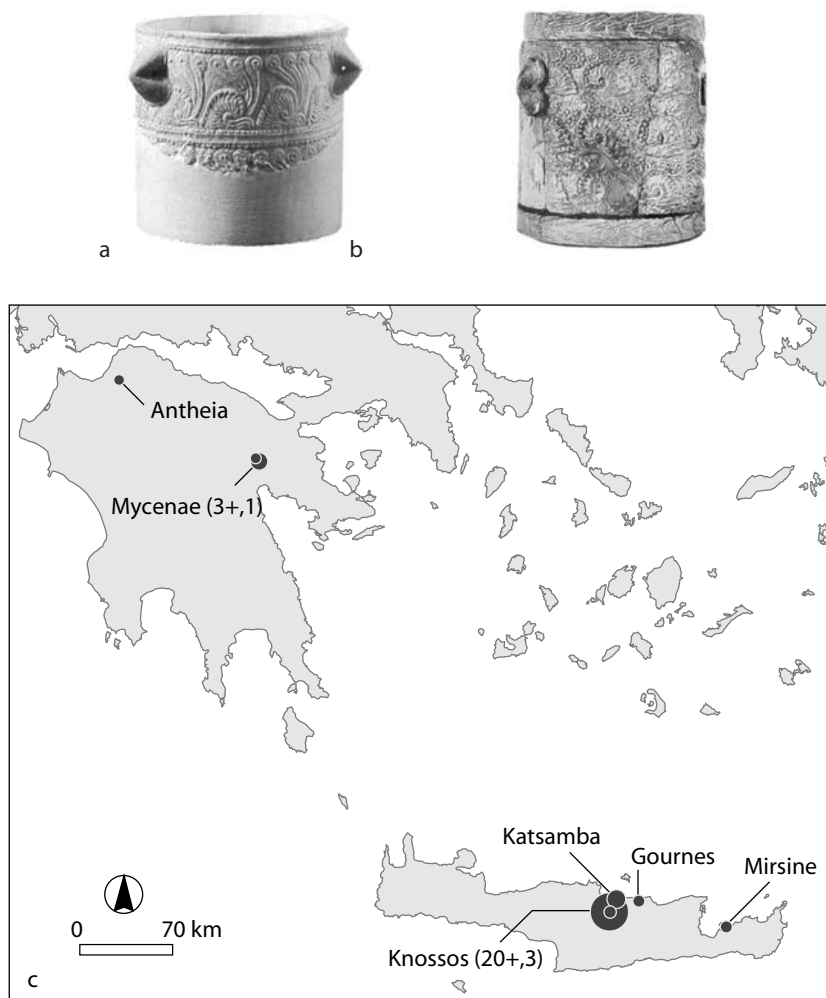 a
b
Antheia
Mycenae (3+,1)
Katsamba
Gournes
Mirsine
Knossos (20+,3)
0
70 km
c